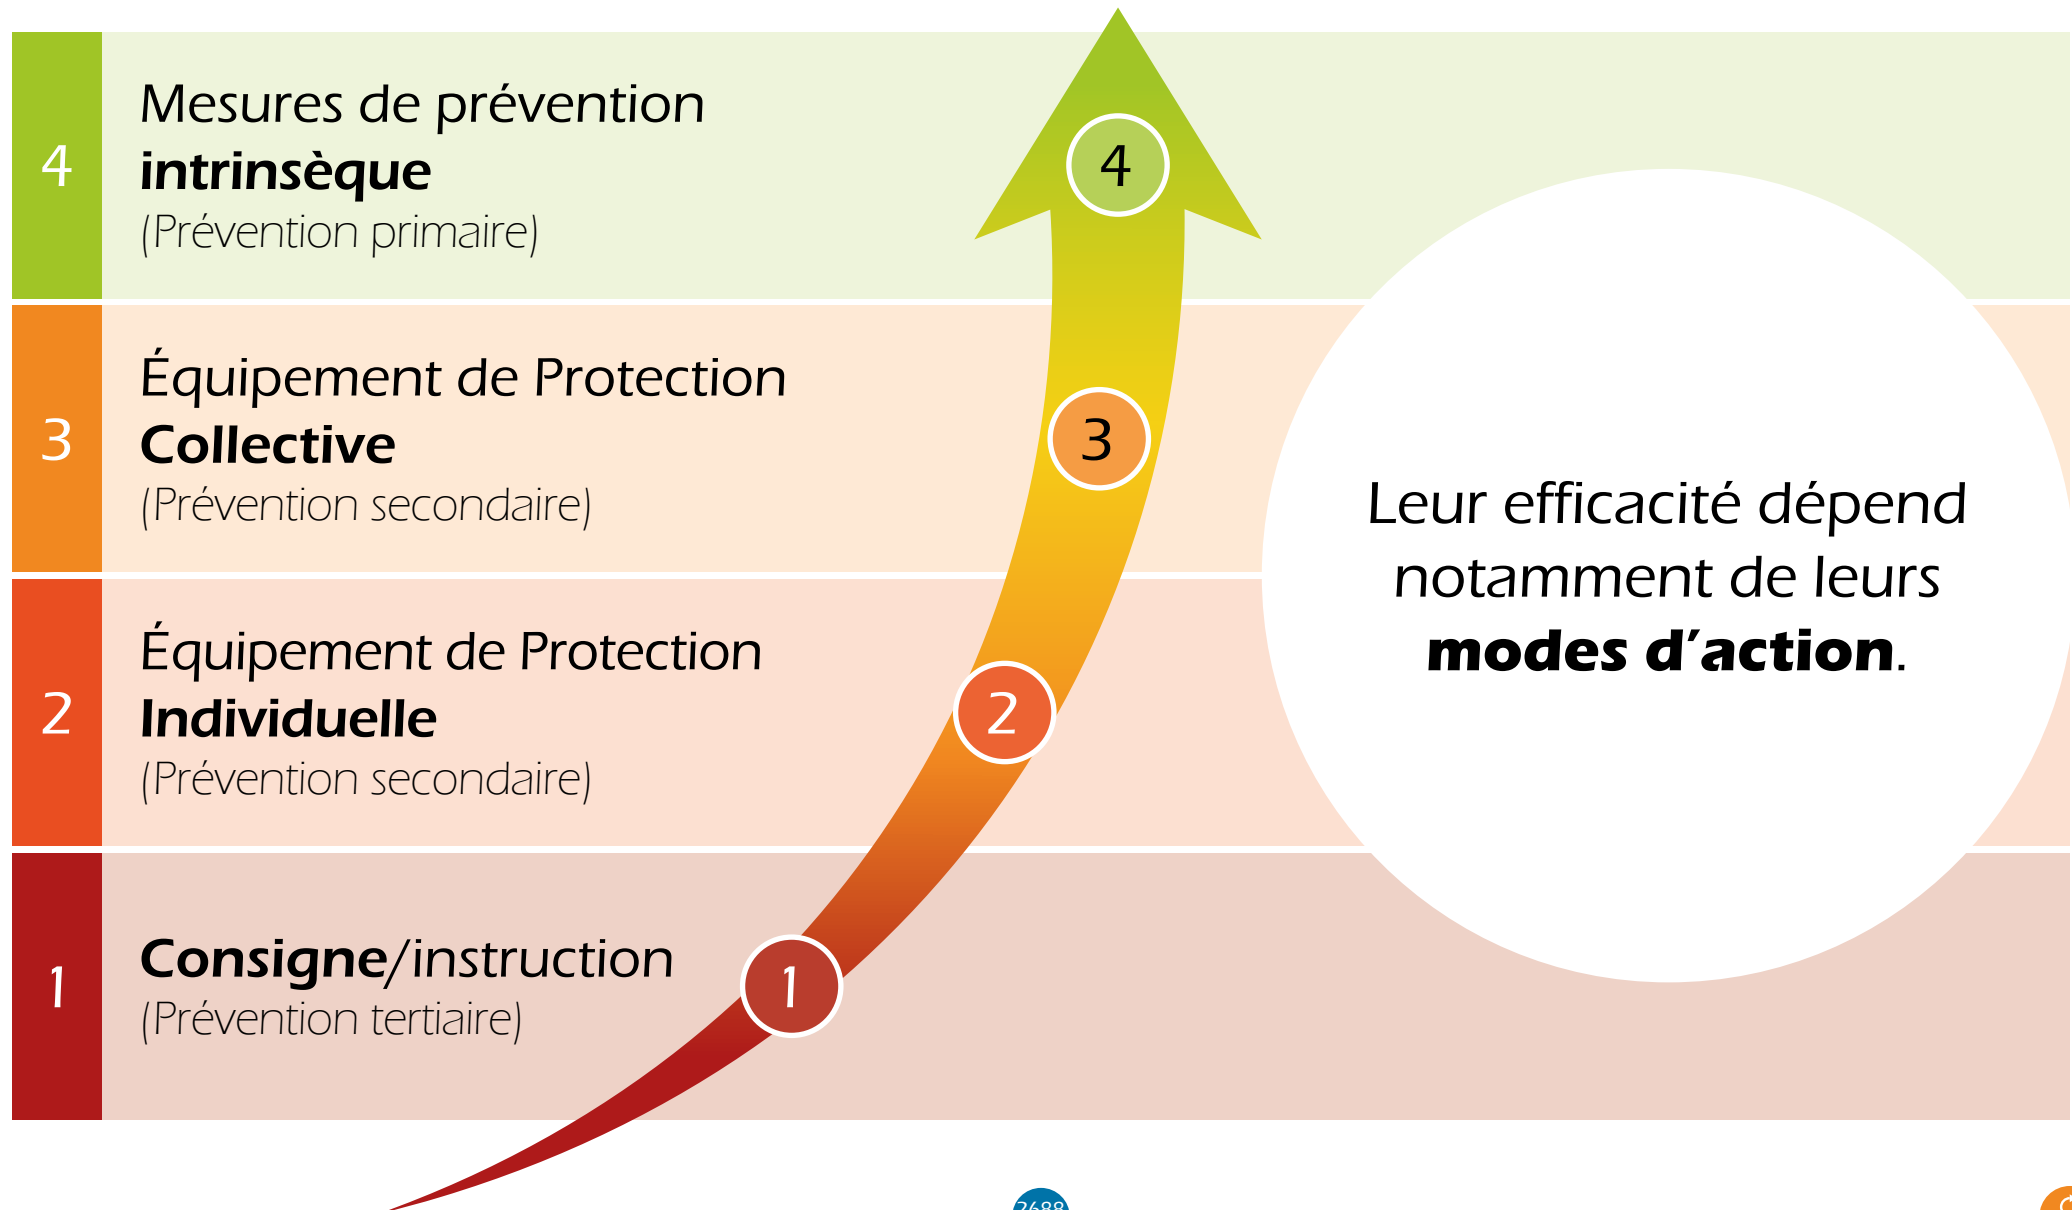 4
Mesures de prévention
intrinsèque
(Prévention primaire)
4
3
Équipement de Protection
Collective
(Prévention secondaire)
3
Leur efficacité dépend
notamment de leurs
modes d’action.
2
Équipement de Protection
Individuelle
(Prévention secondaire)
2
1
Consigne/instruction
(Prévention tertiaire)
1
2688